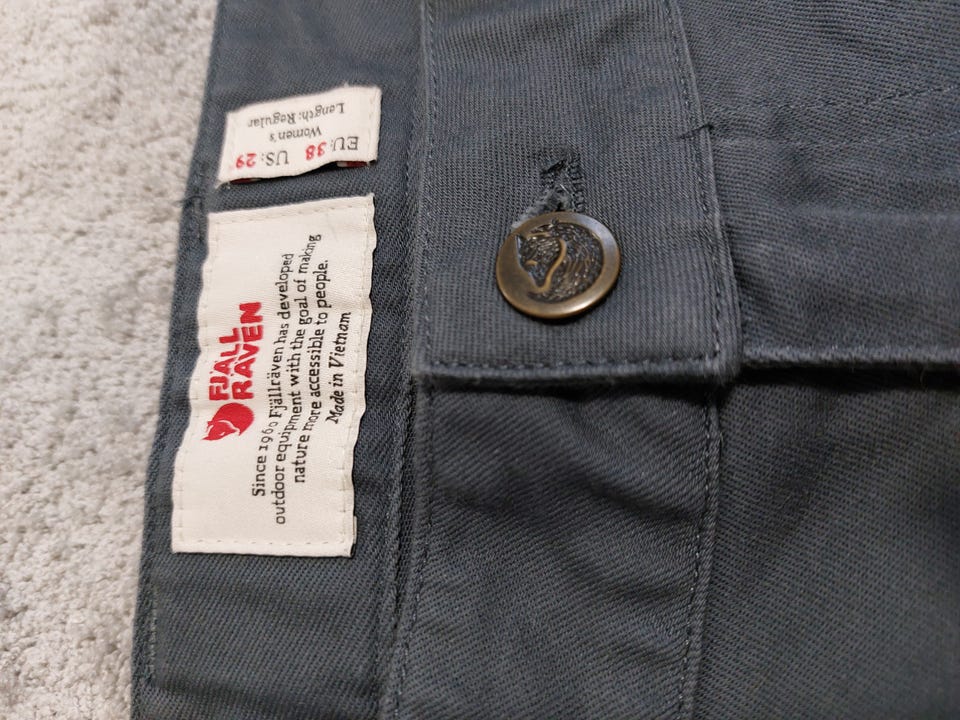 EU: 38 US: 29
Women's
Length: Regular
FJÄLL
RÄVEN
Since 1960 Fjällräven has developed
outdoor equipment with the goal of making
nature more accessible to people.
Made in Vietnam